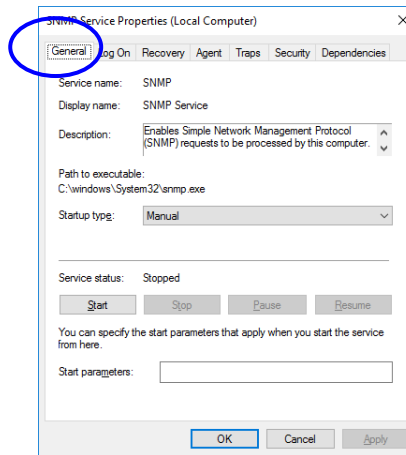 SNMP Service Properties (Local Computer)
General Log On Recovery Agent Traps Security Dependencies
Service name: SNMP
Display name: SNMP Service
Description: Enables Simple Network Management Protocol
(SNMP) requests to be processed by this computer.
Path to executable:
C:\windows\System32\snmp.exe
Startup type: Manual
Service status: Stopped
Start Stop Pause Resume
You can specify the start parameters that apply when you start the service
from here.
Start parameters:
OK Cancel Apply